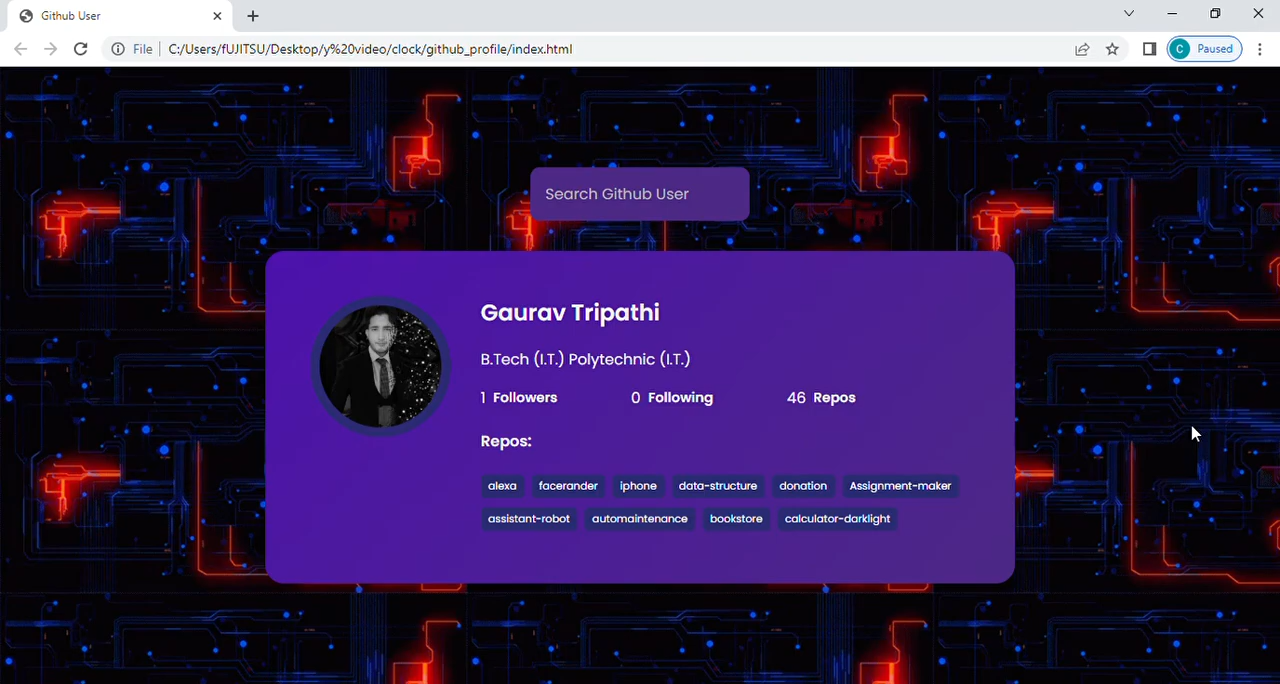 Github User
File C:/Users/fUJITSU/Desktop/y%20video/clock/github_profile/index.html C Paused
Search Github User
Gaurav Tripathi
B.Tech (I.T.) Polytechnic (I.T.)
1 Followers 0 Following 46 Repos
Repos:
alexa facerander iphone data-structure donation Assignment-maker
assistant-robot automaintenance bookstore calculator-darklight